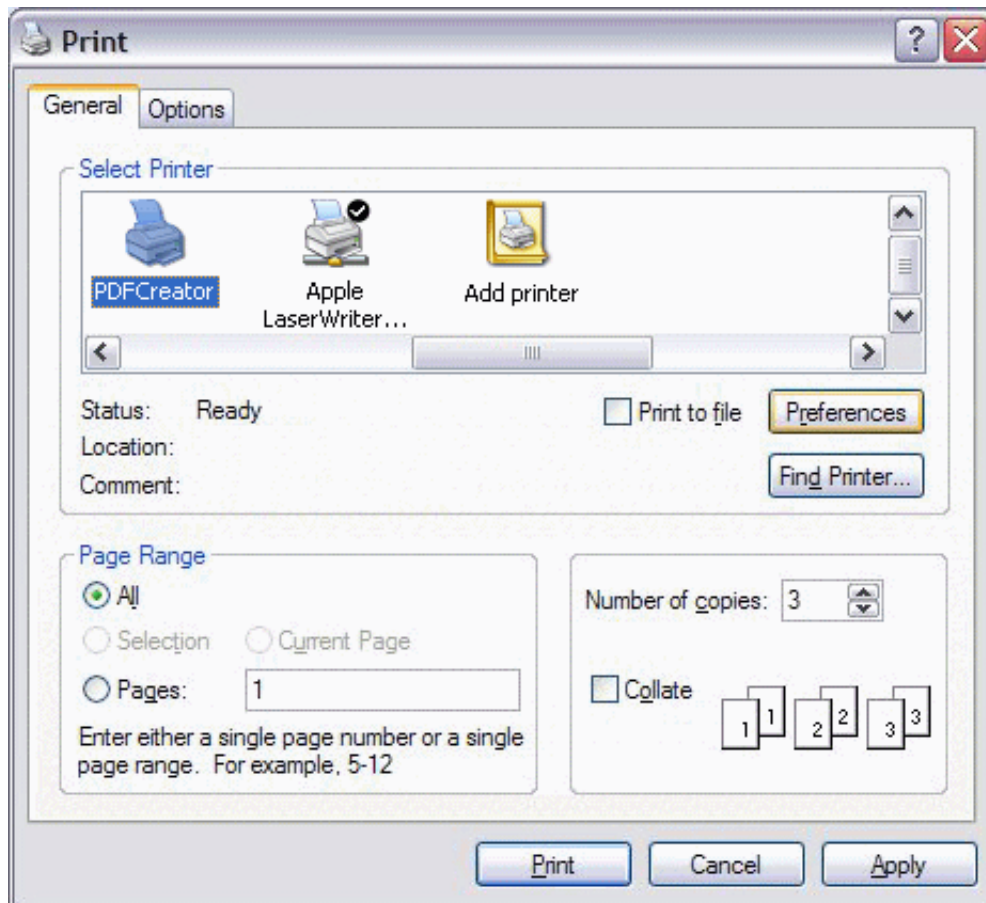 Print
General
Options
Select Printer
PDFCreator
Apple
LaserWriter...
Add printer
Status: Ready
Print to file
Preferences
Location:
Comment:
Find Printer...
Page Range
All
Selection
Current Page
Pages: 1
Enter either a single page number or a single
page range. For example, 5-12
Number of copies: 3
Collate
1 1 2 2 3 3
Print
Cancel
Apply